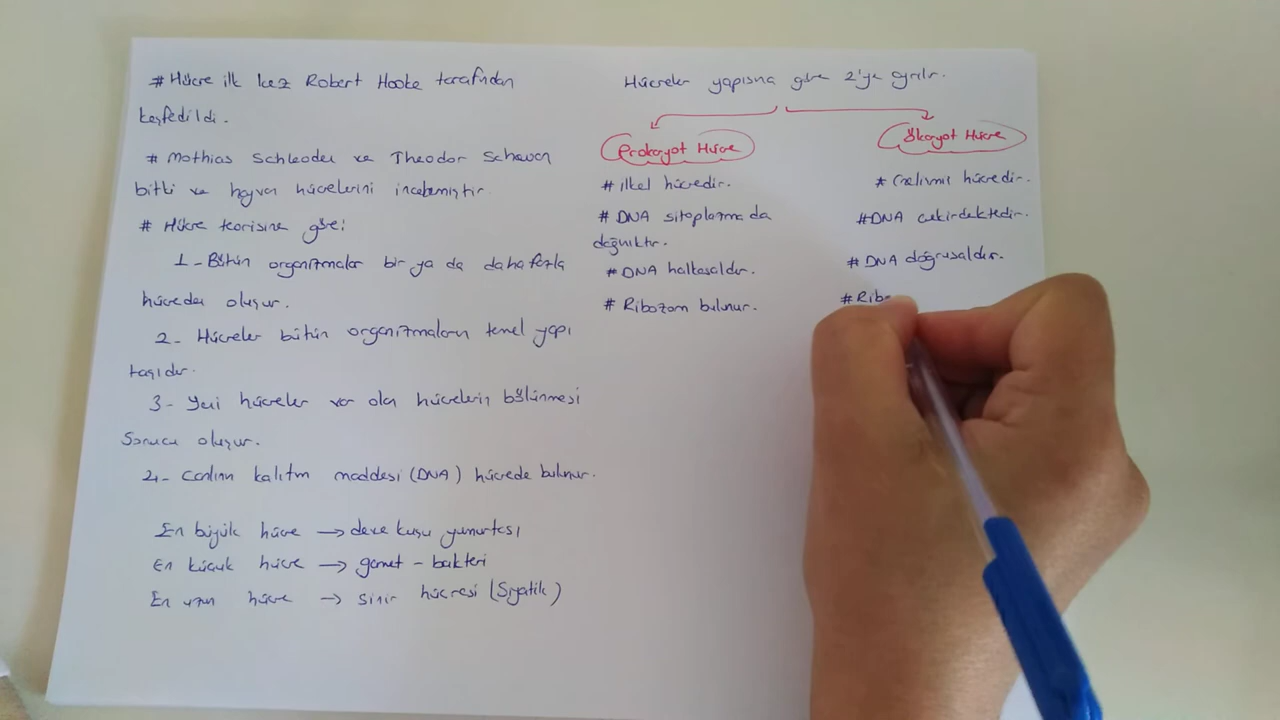 # Hücre ilk kez Robert Hooke tarafından
keşfedildi.
# Mathias Schleiden ve Theodor Schwan
bitki ve hayvan hücrelerini incelemiştir.
# Hücre teorisine göre;
1- Bütün organizmalar bir ya da daha fazla
hücreden oluşur.
2- Hücreler bütün organizmaların temel yapı
taşıdır.
3- Yeni hücreler var olan hücrelerin bölünmesi
sonucu oluşur.
4- Canlının kalıtım maddesi (DNA) hücrede bulunur.
En büyük hücre → deve kuşu yumurtası
En küçük hücre → gamet - bakteri
En uzun hücre → sinir hücresi (Siyatik)
Hücreler yapısına göre 2'ye ayrılır.
Prokaryot Hücre
# ilkel hücredir.
# DNA sitoplazmada
dağınıktır.
# DNA halkasaldır.
# Ribozom bulunur.
Ökaryot Hücre
* Gelişmiş hücredir.
# DNA çekirdektedir.
# DNA doğrusaldır.
# Ribo